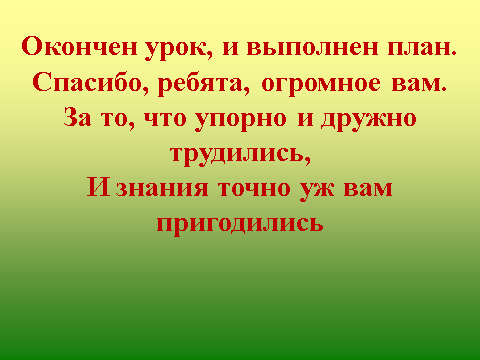 Окончен урок, и выполнен план.
Спасибо, ребята, огромное вам.
За то, что упорно и дружно
трудились,
И знания точно уж вам
пригодились